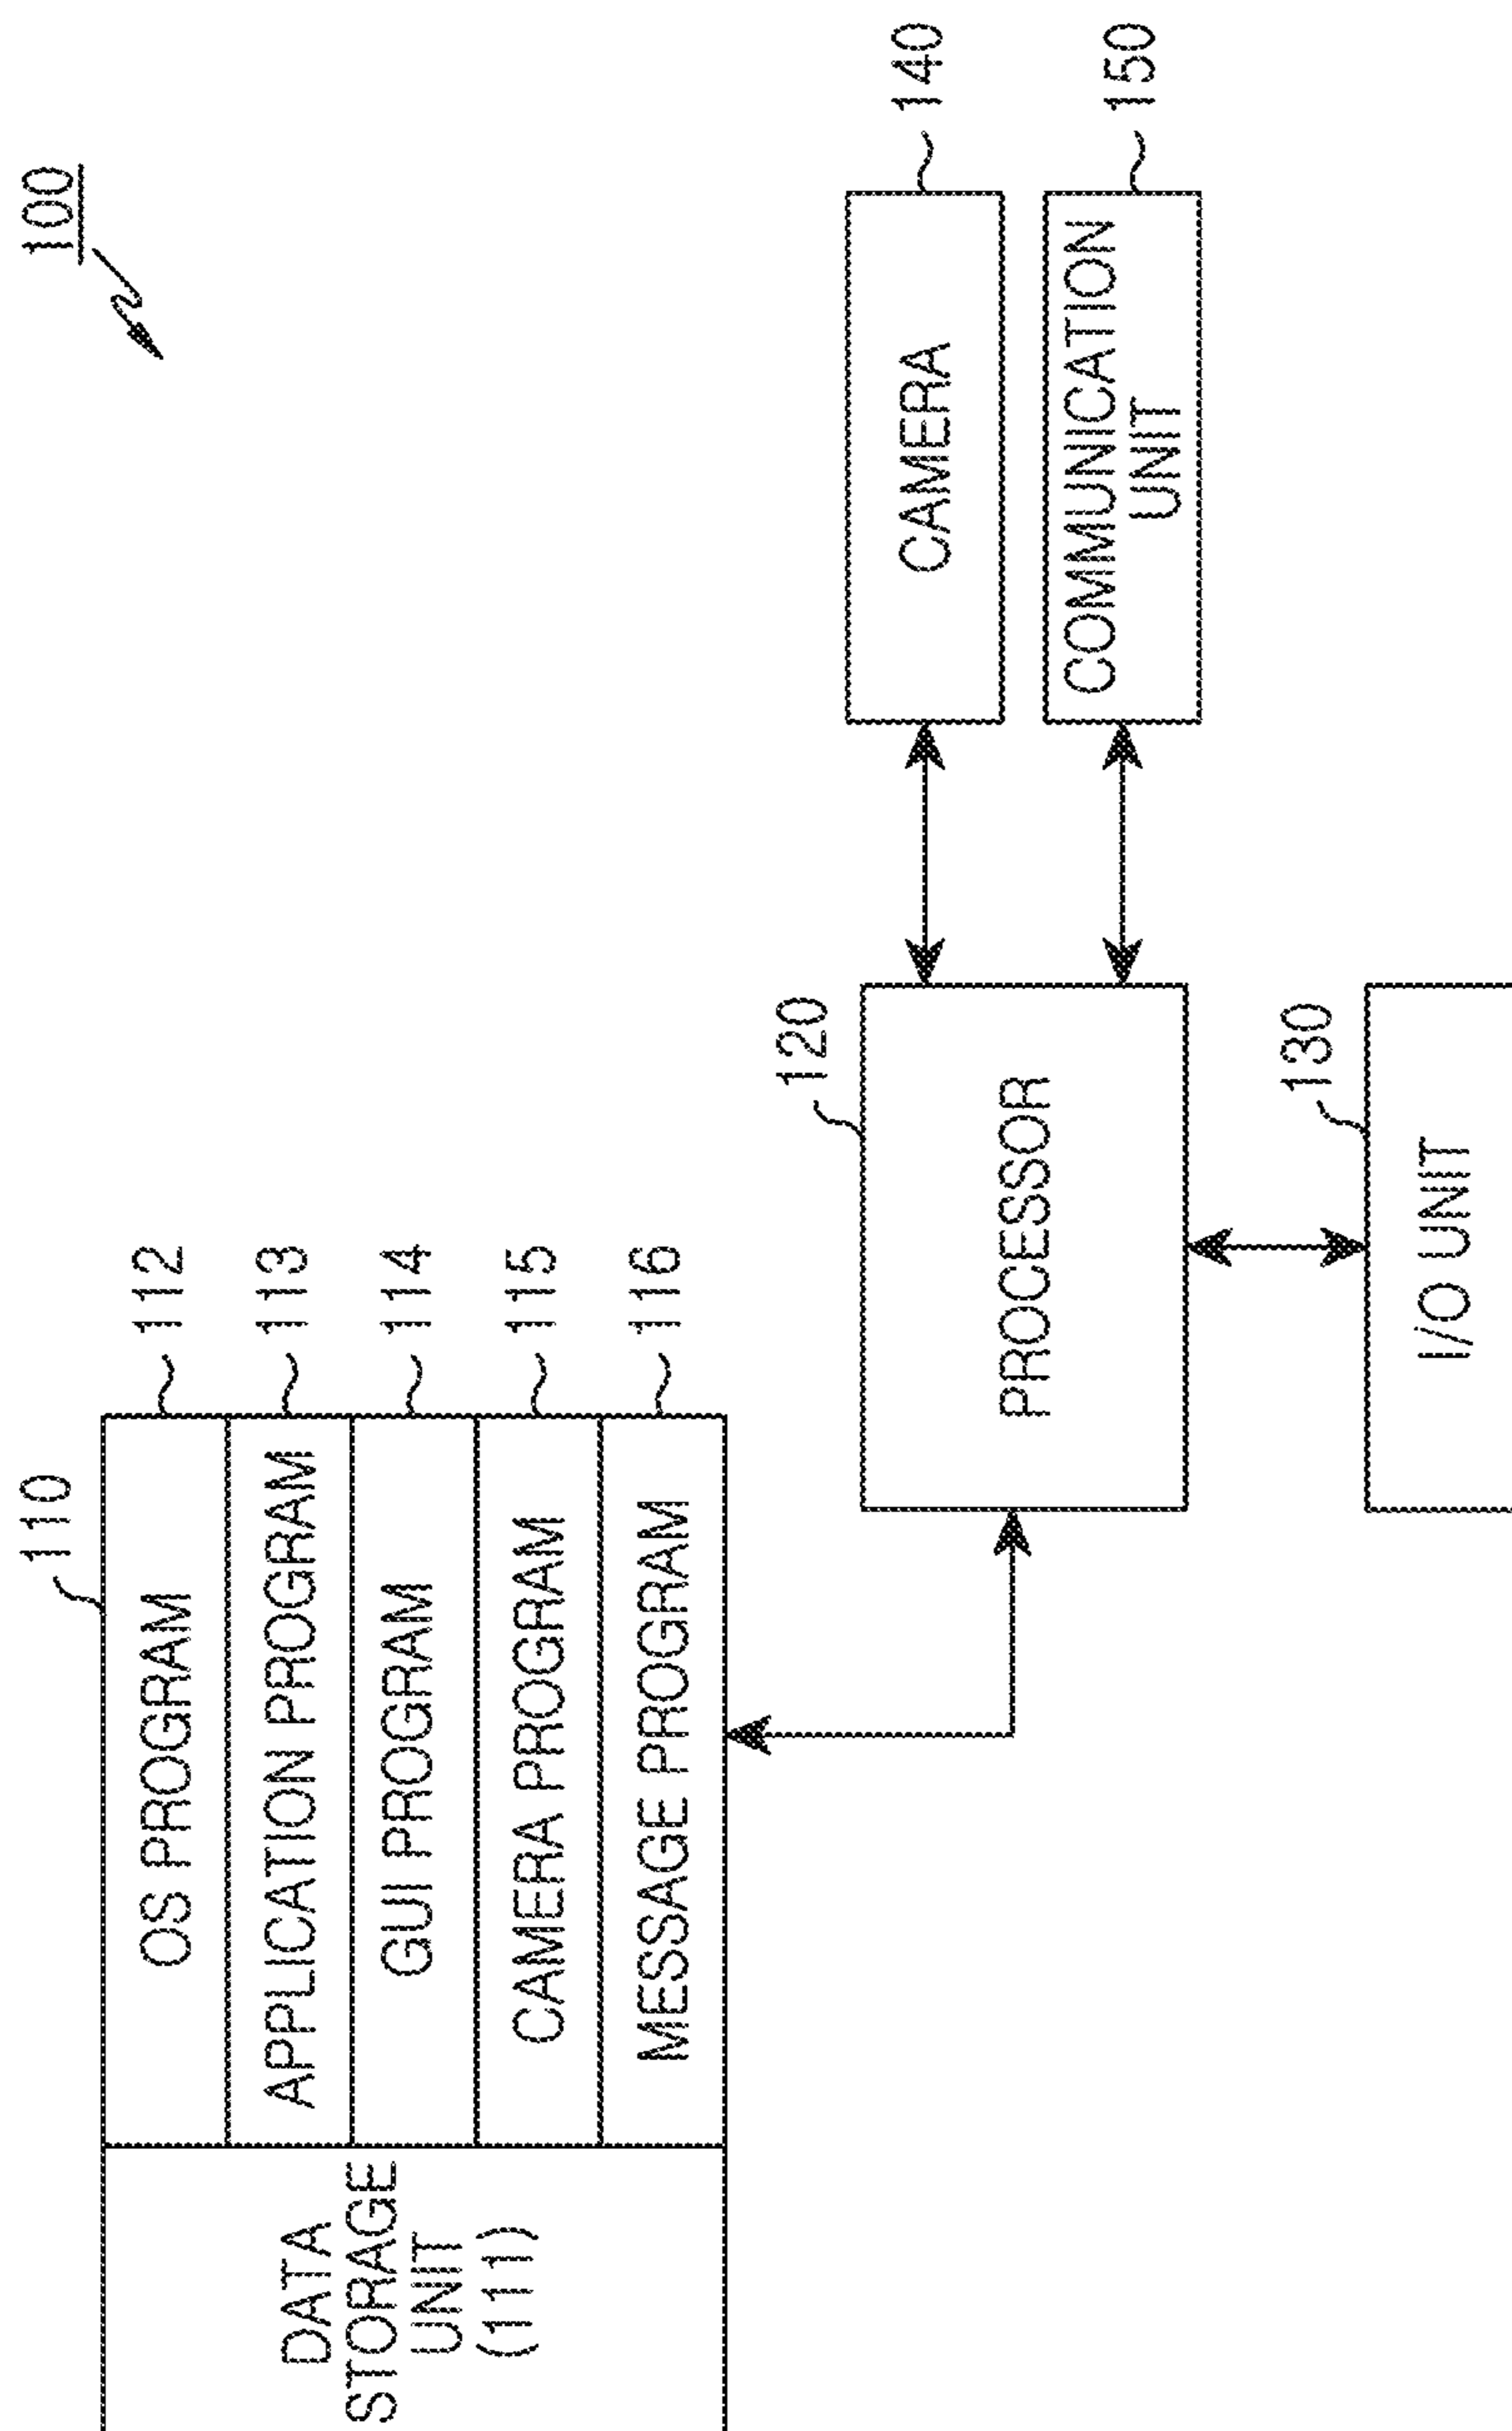 100
110
DATA
STORAGE
UNIT
(111)
OS PROGRAM
112
APPLICATION PROGRAM
113
GUI PROGRAM
114
CAMERA PROGRAM
115
MESSAGE PROGRAM
116
120
PROCESSOR
CAMERA
140
COMMUNICATION
UNIT
150
130
I/O UNIT